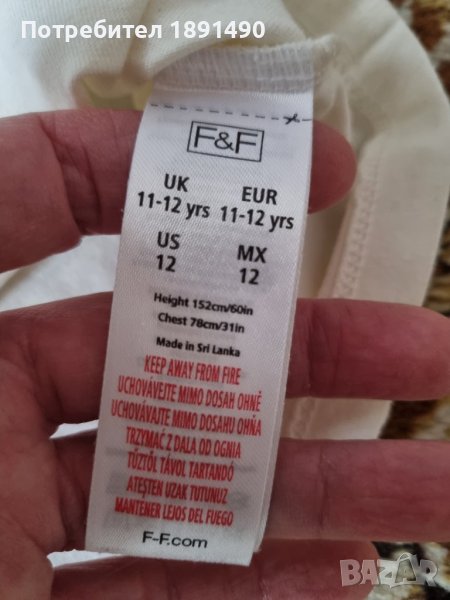 Потребител 1891490
F&F
UK EUR
11-12 yrs 11-12 yrs
US MX
12 12
Height 152cm/60in
Chest 78cm/31in
Made in Sri Lanka
KEEP AWAY FROM FIRE
UCHOVÁVEJTE MIMO DOSAH OHNĚ
UCHOVÁVAJTE MIMO DOSAHU OHŇA
TRZYMAĆ Z DALA OD OGNIA
TŰZTŐL TÁVOL TARTANDÓ
ATEŞTEN UZAK TUTUNUZ
MANTENER LEJOS DEL FUEGO
F-F.com
BAZAR